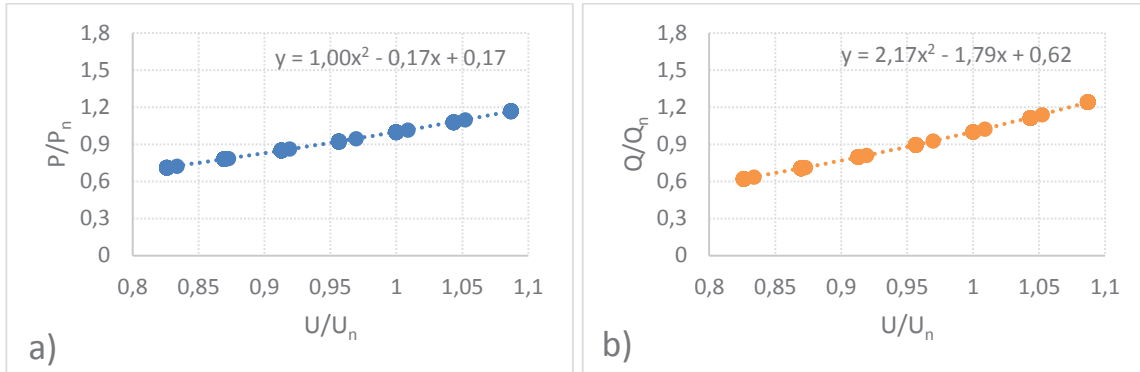 1,8
1,5
1,2
0,9
0,6
0,3
0
P/Pₙ
y = 1,00x² - 0,17x + 0,17
0,8 0,85 0,9 0,95 1 1,05 1,1
U/Uₙ
a)
1,8
1,5
1,2
0,9
0,6
0,3
0
Q/Qₙ
y = 2,17x² - 1,79x + 0,62
0,8 0,85 0,9 0,95 1 1,05 1,1
U/Uₙ
b)